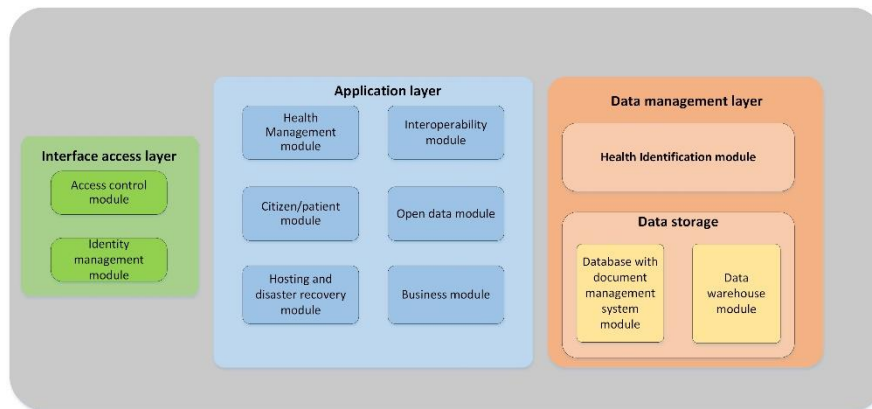 Interface access layer
Access control
module
Identity
management
module
Application layer
Health
Management
module
Interoperability
module
Citizen/patient
module
Open data module
Hosting and
disaster recovery
module
Business module
Data management layer
Health Identification module
Data storage
Database with
document
management
system
module
Data
warehouse
module